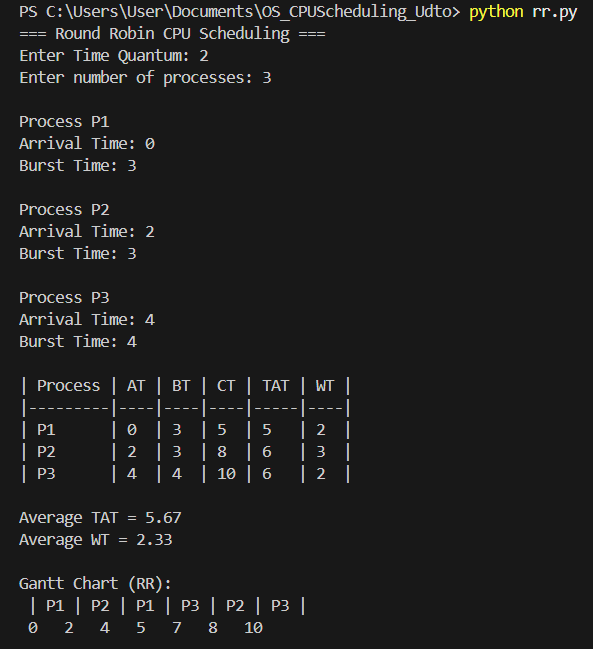 PS C:\Users\User\Documents\OS_CPUScheduling_Udto> python rr.py
=== Round Robin CPU Scheduling ===
Enter Time Quantum: 2
Enter number of processes: 3

Process P1
Arrival Time: 0
Burst Time: 3

Process P2
Arrival Time: 2
Burst Time: 3

Process P3
Arrival Time: 4
Burst Time: 4

| Process | AT | BT | CT | TAT | WT |
|---------|----|----|----|-----|----|
| P1      | 0  | 3  | 5  | 5   | 2  |
| P2      | 2  | 3  | 8  | 6   | 3  |
| P3      | 4  | 4  | 10 | 6   | 2  |

Average TAT = 5.67
Average WT = 2.33

Gantt Chart (RR):
 | P1 | P2 | P1 | P3 | P2 | P3 |
 0   2   4   5   7   8   10